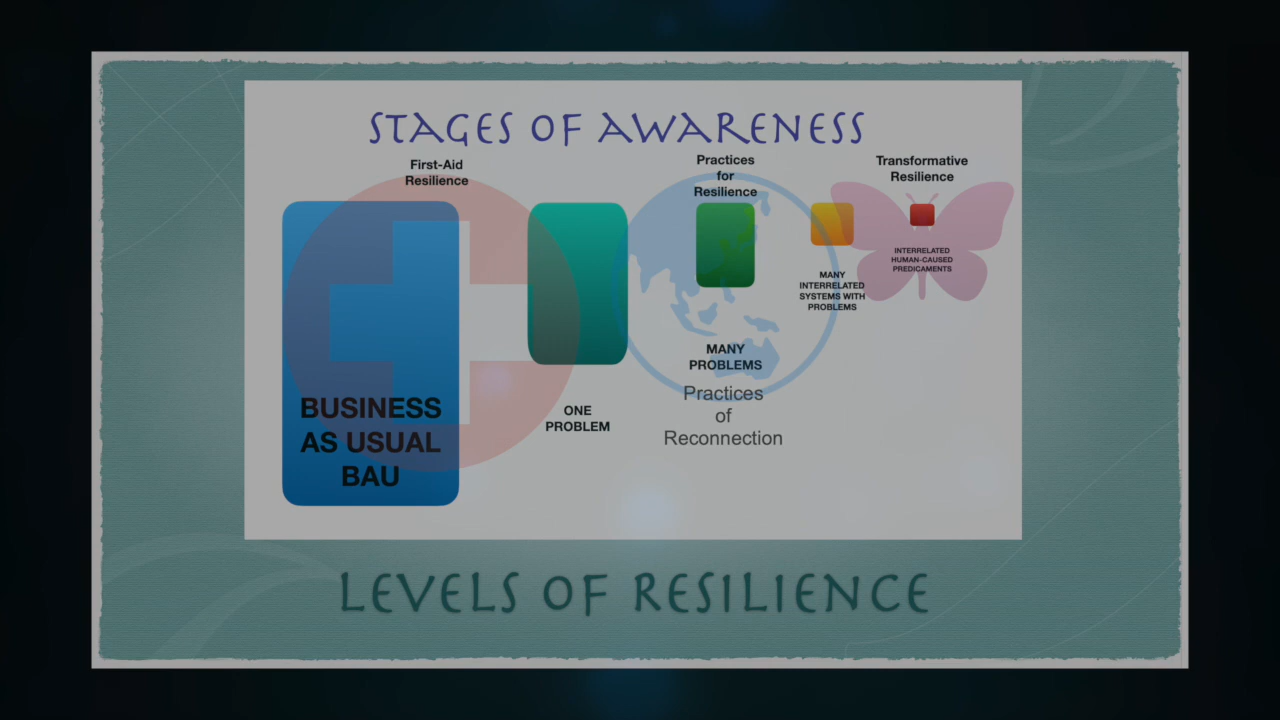 STAGES OF AWARENESS
First-Aid
Resilience
Practices
for
Resilience
Transformative
Resilience
BUSINESS
AS USUAL
BAU
ONE
PROBLEM
MANY
PROBLEMS
Practices
of
Reconnection
MANY
INTERRELATED
SYSTEMS WITH
PROBLEMS
INTERRELATED
HUMAN-CAUSED
PREDICAMENTS
LEVELS OF RESILIENCE